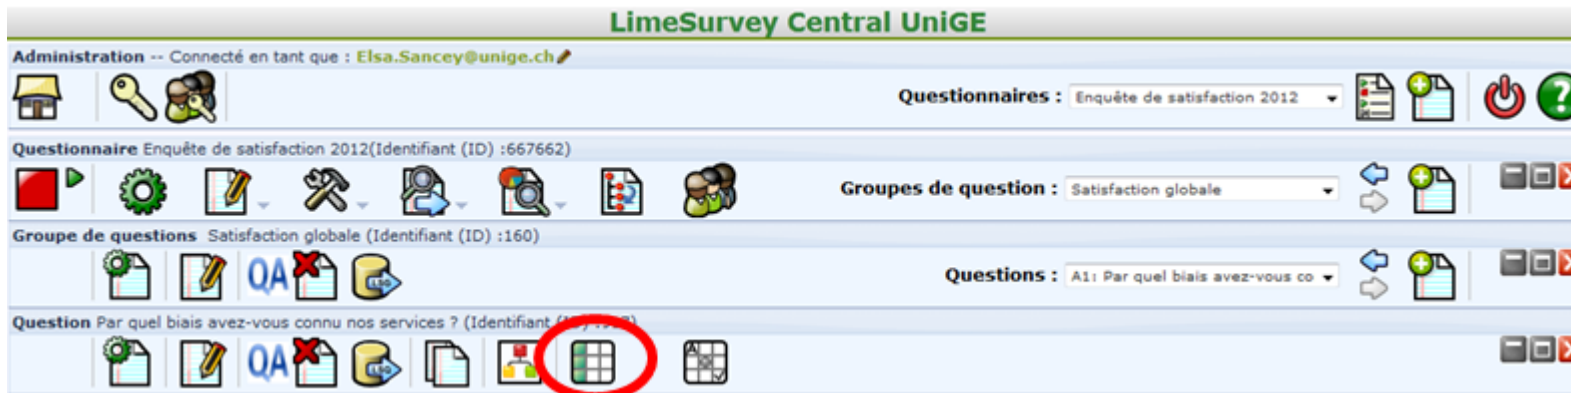 LimeSurvey Central UniGE
Administration -- Connecté en tant que : Elsa.Sancey@unige.ch
Questionnaires : Enquête de satisfaction 2012
?
Questionnaire Enquête de satisfaction 2012(Identifiant (ID) :667662)
Groupes de question : Satisfaction globale
Groupe de questions Satisfaction globale (Identifiant (ID) :160)
QA LSQ
Questions : A1: Par quel biais avez-vous co
Question Par quel biais avez-vous connu nos services ? (Identifiant
QA LSQ